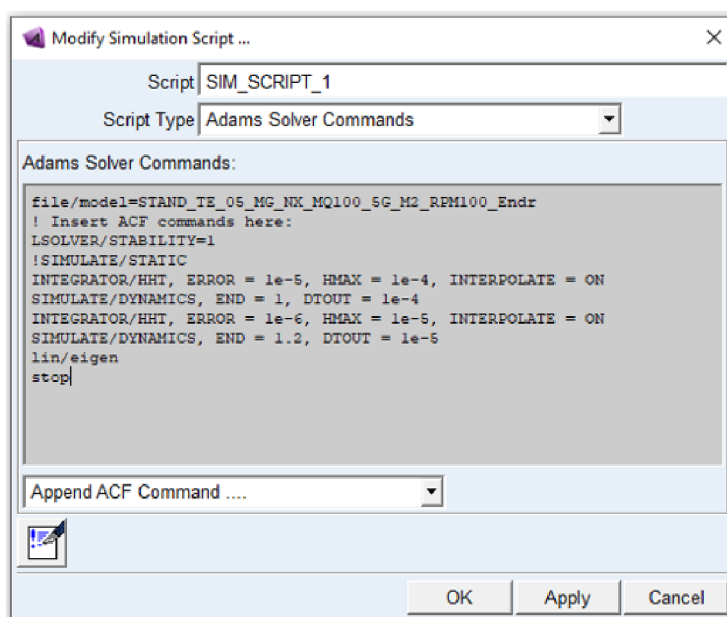 Modify Simulation Script ...
Script SIM_SCRIPT_1
Script Type Adams Solver Commands
Adams Solver Commands:
file/model=STAND_TE_05_MG_NX_MQ100_5G_M2_RPM100_Endr
! Insert ACF commands here:
LSOLVER/STABILITY=1
!SIMULATE/STATIC
INTEGRATOR/HHT, ERROR = 1e-5, HMAX = 1e-4, INTERPOLATE = ON
SIMULATE/DYNAMICS, END = 1, DTOUT = 1e-4
INTEGRATOR/HHT, ERROR = 1e-6, HMAX = 1e-5, INTERPOLATE = ON
SIMULATE/DYNAMICS, END = 1.2, DTOUT = 1e-5
lin/eigen
stop
Append ACF Command ....
OK Apply Cancel